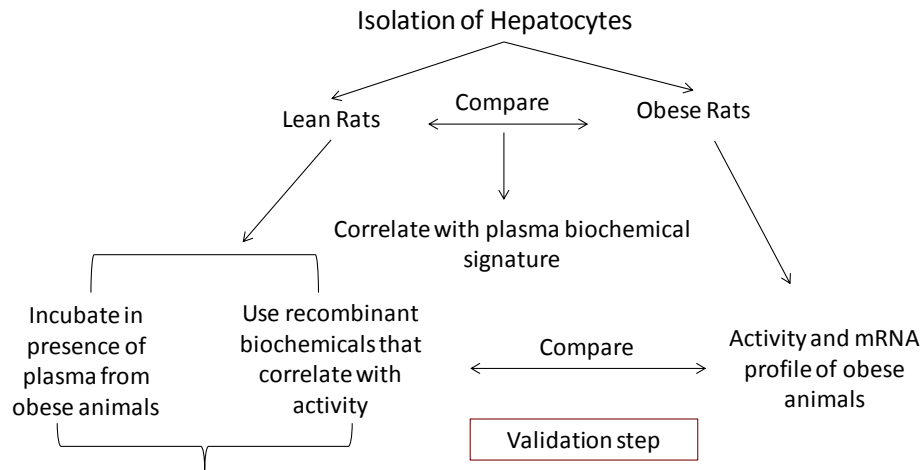 Isolation of Hepatocytes
Lean Rats
Compare
Obese Rats
Correlate with plasma biochemical
signature
Incubate in
presence of
plasma from
obese animals
Use recombinant
biochemicals that
correlate with
activity
Compare
Activity and mRNA
profile of obese
animals
Validation step